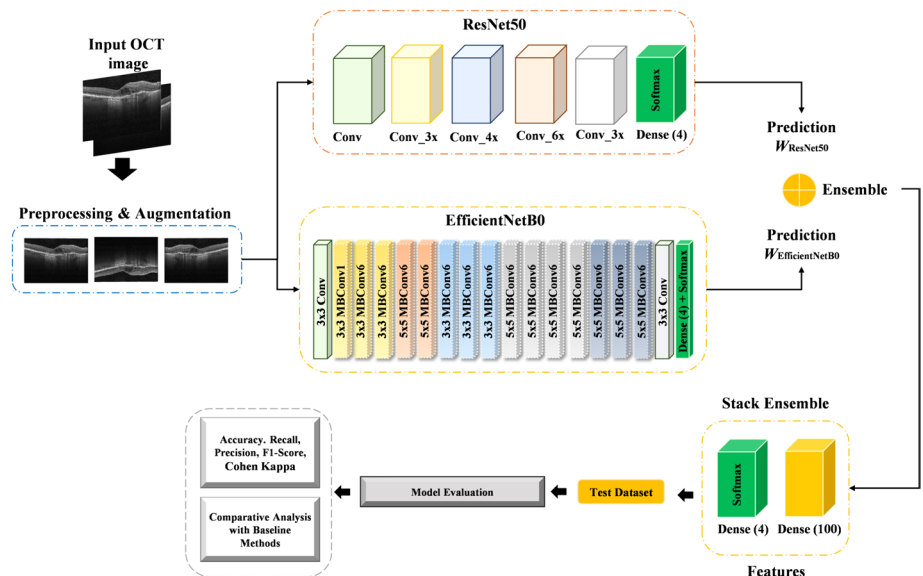 ResNet50
Input OCT
image
Softmax
Conv
Conv_3x
Conv_4x
Conv_6x
Conv_3x
Dense (4)
Prediction
WResNet50
Ensemble
Preprocessing & Augmentation
EfficientNetB0
3x3 Conv
3x3 MBConv1
3x3 MBConv6
3x3 MBConv6
5x5 MBConv6
5x5 MBConv6
3x3 MBConv6
3x3 MBConv6
3x3 MBConv6
5x5 MBConv6
5x5 MBConv6
5x5 MBConv6
5x5 MBConv6
5x5 MBConv6
5x5 MBConv6
5x5 MBConv6
3x3 Conv
Dense (4) + Softmax
Prediction
WEfficientNetB0
Stack Ensemble
Softmax
Dense (4)
Dense (100)
Features
Test Dataset
Model Evaluation
Accuracy. Recall,
Precision, F1-Score,
Cohen Kappa
Comparative Analysis
with Baseline
Methods